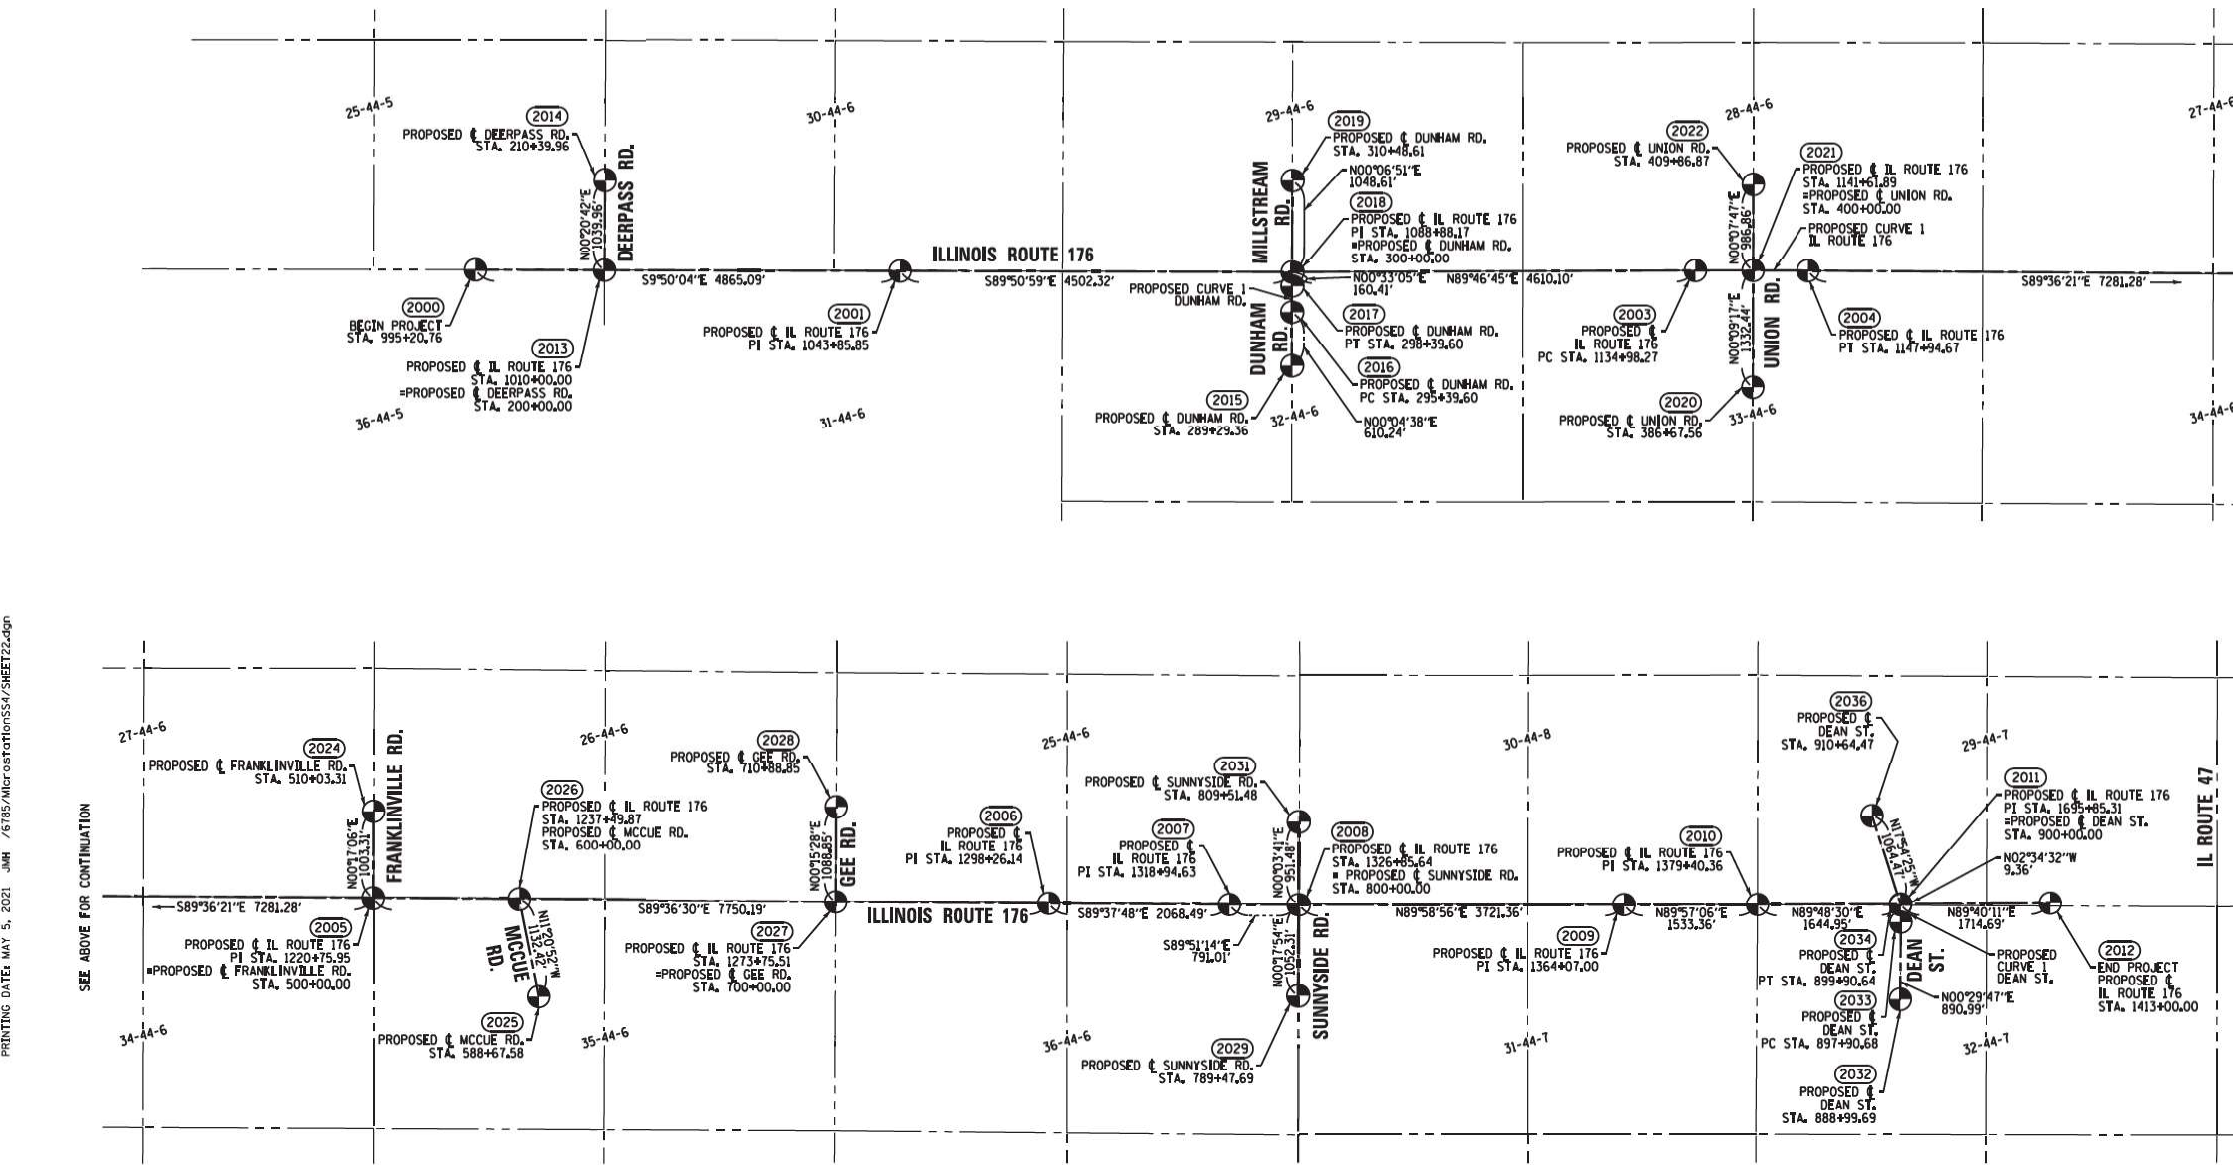 25-44-5
30-44-6
29-44-6
28-44-6
27-44-6
2014
PROPOSED ℄ DEERPASS RD.
STA. 210+39.96
N00°20'42"E
1039.96'
DEERPASS RD.
2000
BEGIN PROJECT
STA. 995+20.76
2013
PROPOSED ℄ IL ROUTE 176
STA. 1010+00.00
=PROPOSED ℄ DEERPASS RD.
STA. 200+00.00
36-44-5
S9°50'04"E 4865.09'
2001
PROPOSED ℄ IL ROUTE 176
PI STA. 1043+85.85
31-44-6
ILLINOIS ROUTE 176
S89°50'59"E 4502.32'
MILLSTREAM
RD.
2019
PROPOSED ℄ DUNHAM RD.
STA. 310+48.61
N00°06'51"E
1048.61'
2018
PROPOSED ℄ IL ROUTE 176
PI STA. 1088+88.17
=PROPOSED ℄ DUNHAM RD.
STA. 300+00.00
N00°33'05"E
160.41'
N89°46'45"E 4610.10'
PROPOSED CURVE 1
DUNHAM RD.
DUNHAM
RD.
2017
PROPOSED ℄ DUNHAM RD.
PT STA. 298+39.60
2016
PROPOSED ℄ DUNHAM RD.
PC STA. 295+39.60
2015
PROPOSED ℄ DUNHAM RD.
STA. 289+29.36
32-44-6
N00°04'38"E
610.24'
2022
PROPOSED ℄ UNION RD.
STA. 409+86.87
N00°07'47"E
986.86'
2021
PROPOSED ℄ IL ROUTE 176
STA. 1141+61.89
=PROPOSED ℄ UNION RD.
STA. 400+00.00
PROPOSED CURVE 1
IL ROUTE 176
2003
PROPOSED ℄
IL ROUTE 176
PC STA. 1134+98.27
N00°09'17"E
1332.44'
UNION RD.
2004
PROPOSED ℄ IL ROUTE 176
PT STA. 1147+94.67
2020
PROPOSED ℄ UNION RD.
STA. 386+67.56
33-44-6
S89°36'21"E 7281.28'
34-44-6
PRINTING DATE: MAY 5, 2021 JMH /6785/MicrostationSS4/SHEET22.dgn
SEE ABOVE FOR CONTINUATION
27-44-6
26-44-6
25-44-6
30-44-8
29-44-7
2024
PROPOSED ℄ FRANKLINVILLE RD.
STA. 510+03.31
N00°17'06"E
1003.31'
FRANKLINVILLE RD.
S89°36'21"E 7281.28'
2005
PROPOSED ℄ IL ROUTE 176
PI STA. 1220+75.95
=PROPOSED ℄ FRANKLINVILLE RD.
STA. 500+00.00
34-44-6
2026
PROPOSED ℄ IL ROUTE 176
STA. 1237+49.87
PROPOSED ℄ MCCUE RD.
STA. 600+00.00
N11°20'52"W
1132.42'
MCCUE
RD.
2025
PROPOSED ℄ MCCUE RD.
STA. 588+67.58
35-44-6
2028
PROPOSED ℄ GEE RD.
STA. 710+88.85
N00°15'28"E
1088.85'
GEE RD.
S89°36'30"E 7750.19'
2027
PROPOSED ℄ IL ROUTE 176
STA. 1273+75.51
=PROPOSED ℄ GEE RD.
STA. 700+00.00
ILLINOIS ROUTE 176
2006
PROPOSED ℄
IL ROUTE 176
PI STA. 1298+26.14
S89°37'48"E 2068.49'
2007
PROPOSED ℄
IL ROUTE 176
PI STA. 1318+94.63
2031
PROPOSED ℄ SUNNYSIDE RD.
STA. 809+51.48
N00°03'41"E
951.48'
2008
PROPOSED ℄ IL ROUTE 176
STA. 1326+85.64
= PROPOSED ℄ SUNNYSIDE RD.
STA. 800+00.00
S89°51'14"E
791.01'
N00°17'54"E
1052.31'
SUNNYSIDE RD.
2029
PROPOSED ℄ SUNNYSIDE RD.
STA. 789+47.69
36-44-6
N89°58'56"E 3721.36'
2009
PROPOSED ℄ IL ROUTE 176
PI STA. 1364+07.00
31-44-7
2010
PROPOSED ℄ IL ROUTE 176
PI STA. 1379+40.36
N89°57'06"E
1533.36'
N89°48'30"E
1644.95'
2036
PROPOSED ℄
DEAN ST.
STA. 910+64.47
N17°54'25"W
1064.47'
2011
PROPOSED ℄ IL ROUTE 176
PI STA. 1695+85.31
=PROPOSED ℄ DEAN ST.
STA. 900+00.00
N02°34'32"W
9.36'
N89°40'11"E
1714.69'
2034
PROPOSED ℄
DEAN ST.
PT STA. 899+90.64
2033
PROPOSED ℄
DEAN ST.
PC STA. 897+90.68
2032
PROPOSED ℄
DEAN ST.
STA. 888+99.69
DEAN
ST.
PROPOSED
CURVE 1
DEAN ST.
N00°29'47"E
890.99'
32-44-7
2012
END PROJECT
PROPOSED ℄
IL ROUTE 176
STA. 1413+00.00
IL ROUTE 47